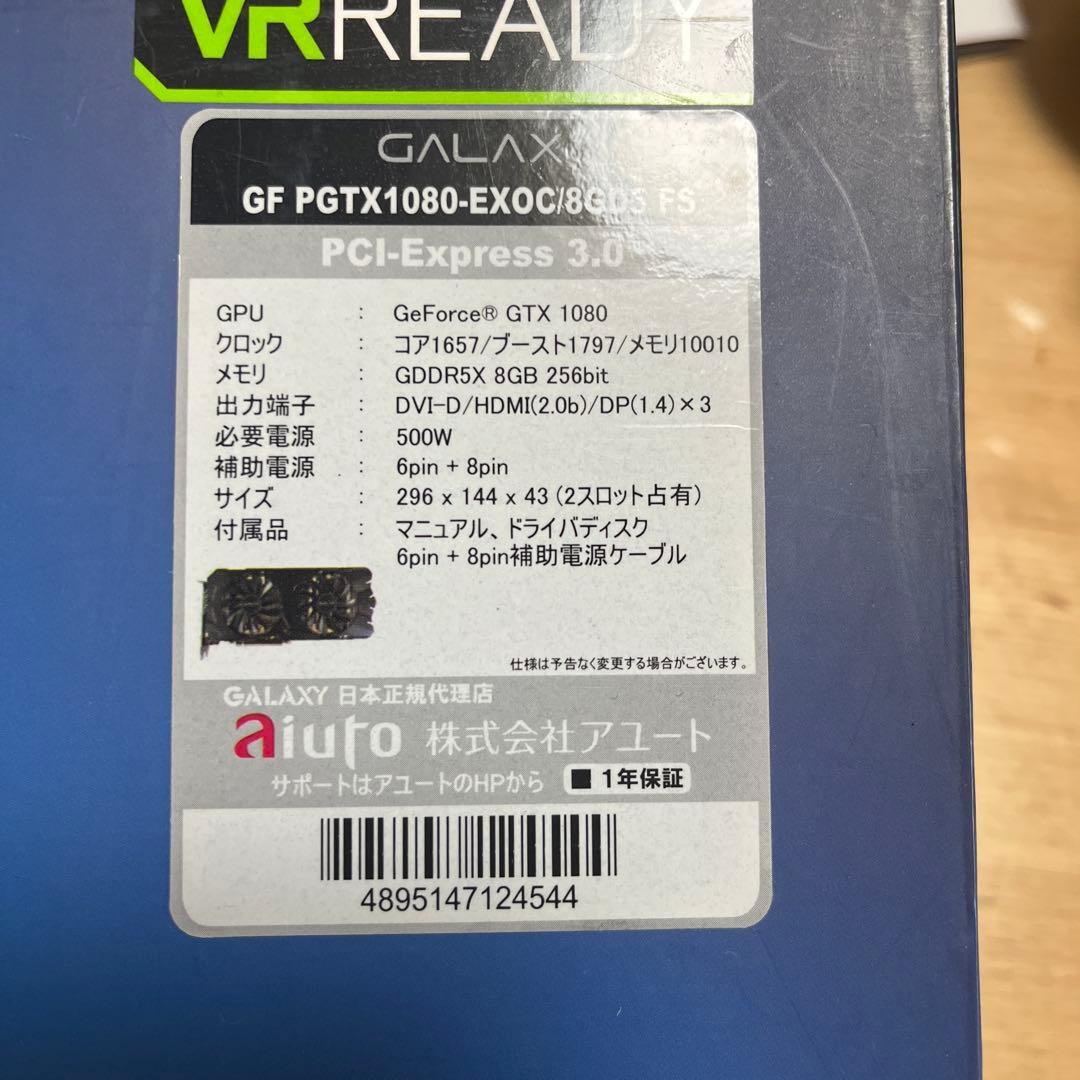 VR READY
GALAX
GF PGTX1080-EXOC/8GD5 FS
PCI-Express 3.0
GPU : GeForce® GTX 1080
クロック : コア1657/ブースト1797/メモリ10010
メモリ : GDDR5X 8GB 256bit
出力端子 : DVI-D/HDMI(2.0b)/DP(1.4)×3
必要電源 : 500W
補助電源 : 6pin + 8pin
サイズ : 296 x 144 x 43 (2スロット占有)
付属品 : マニュアル、ドライバディスク
6pin + 8pin補助電源ケーブル
仕様は予告なく変更する場合がございます。
GALAXY 日本正規代理店
aiuto 株式会社アユート
サポートはアユートのHPから ■ 1年保証
4895147124544